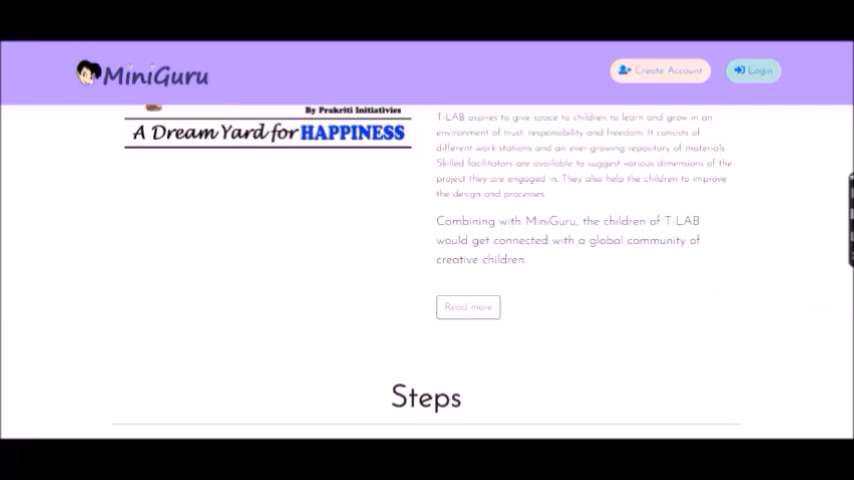 MiniGuru
Create Account
Login
By Prakriti Initiativies
A Dream Yard for HAPPINESS
T-LAB aspires to give space to children to learn and grow in an
environment of trust, responsibility and freedom. It consists of
different work stations and an ever-growing repository of materials.
Skilled facilitators are available to suggest various dimensions of the
project they are engaged in. They also help the children to improve
the design and processes.
Combining with MiniGuru, the children of T-LAB
would get connected with a global community of
creative children.
Read more
Steps